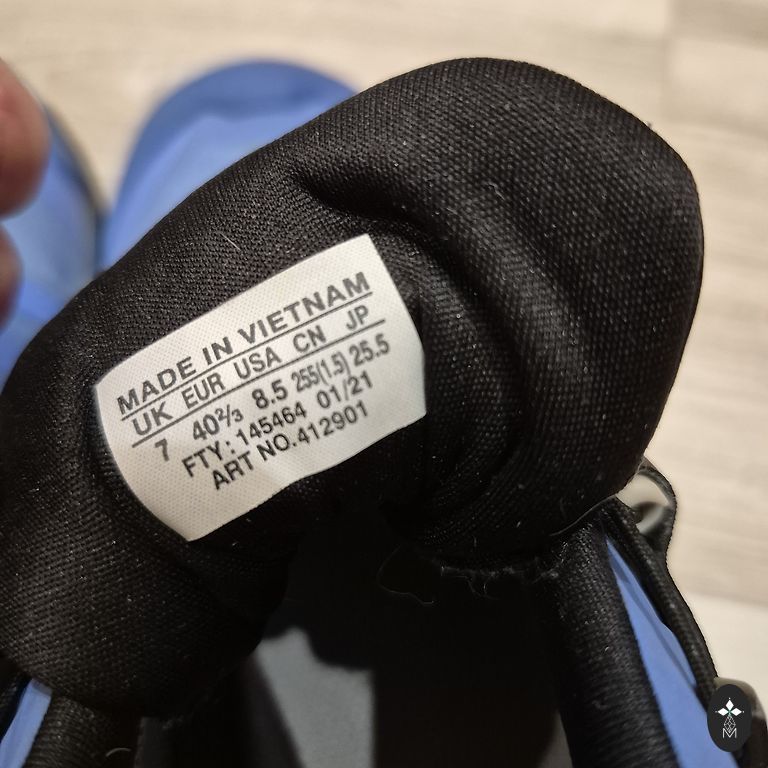 MADE IN VIETNAM
UK EUR USA CN JP
7 40⅔ 8.5 255(1.5) 25.5
FTY: 145464 01/21
ART NO.412901
M